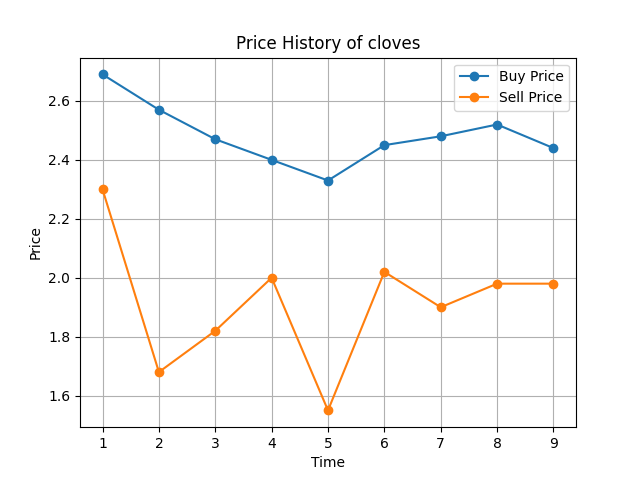 Price History of cloves
Buy Price
Sell Price
2.6
2.4
2.2
2.0
1.8
1.6
Price
1 2 3 4 5 6 7 8 9
Time